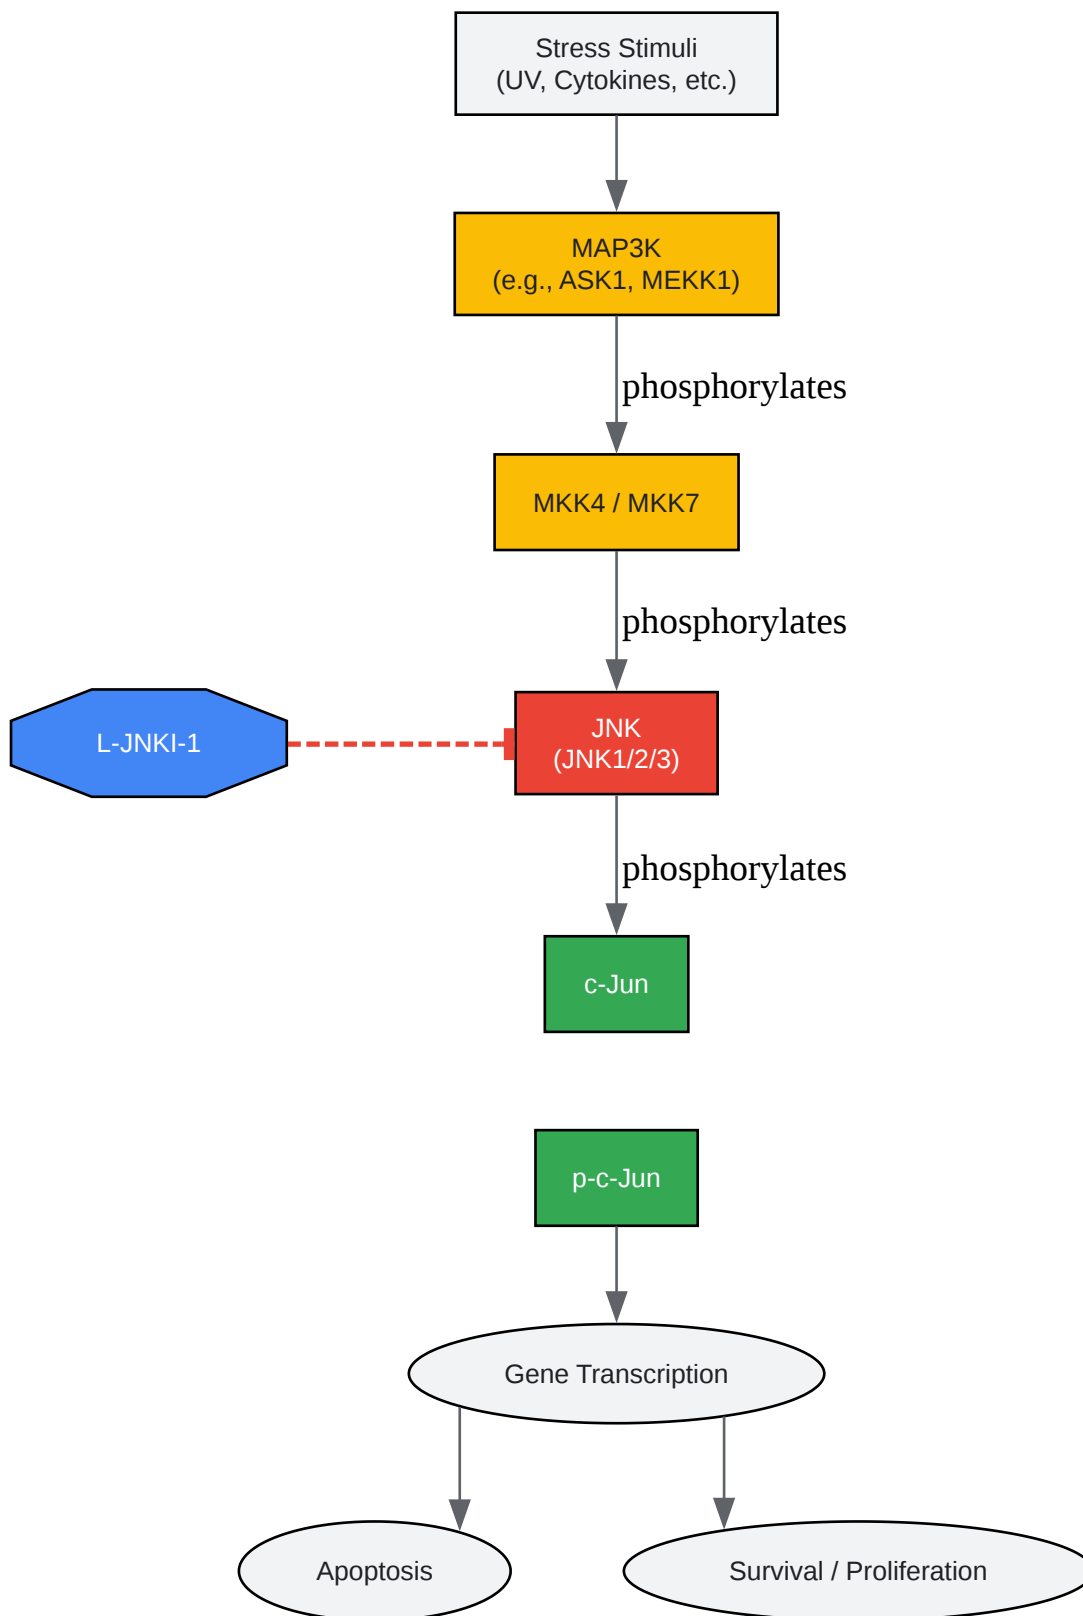 Stress Stimuli
(UV, Cytokines, etc.)
MAP3K
(e.g., ASK1, MEKK1)
phosphorylates
MKK4 / MKK7
phosphorylates
L-JNKI-1
JNK
(JNK1/2/3)
phosphorylates
c-Jun
p-c-Jun
Gene Transcription
Apoptosis
Survival / Proliferation